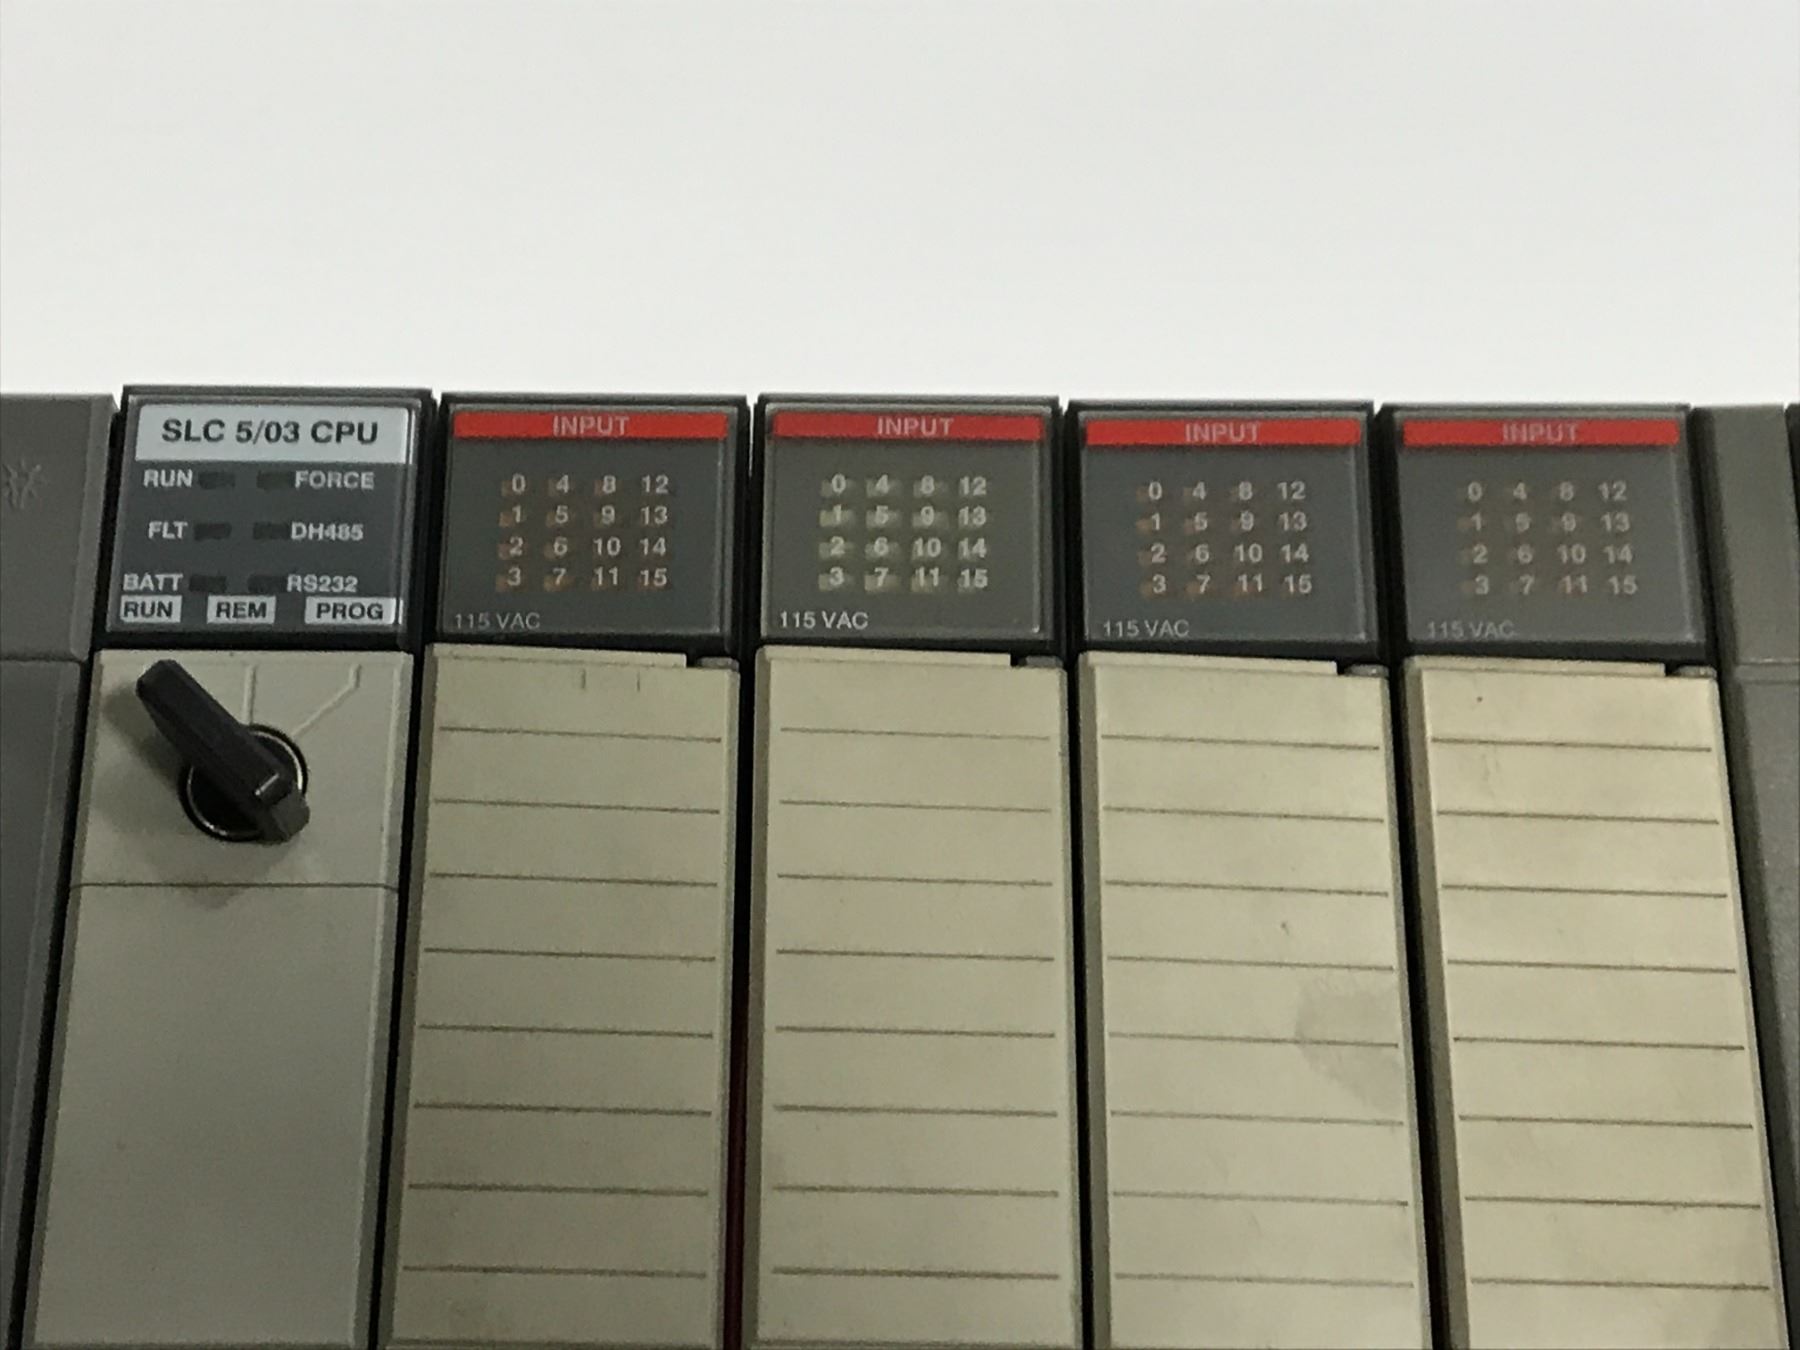 SLC 5/03 CPU
RUN FORCE
FLT DH485
BATT RS232
RUN REM PROG
INPUT
0 4 8 12
1 5 9 13
2 6 10 14
3 7 11 15
115 VAC
INPUT
0 4 8 12
1 5 9 13
2 6 10 14
3 7 11 15
115 VAC
INPUT
0 4 8 12
1 5 9 13
2 6 10 14
3 7 11 15
115 VAC
INPUT
0 4 8 12
1 5 9 13
2 6 10 14
3 7 11 15
115 VAC